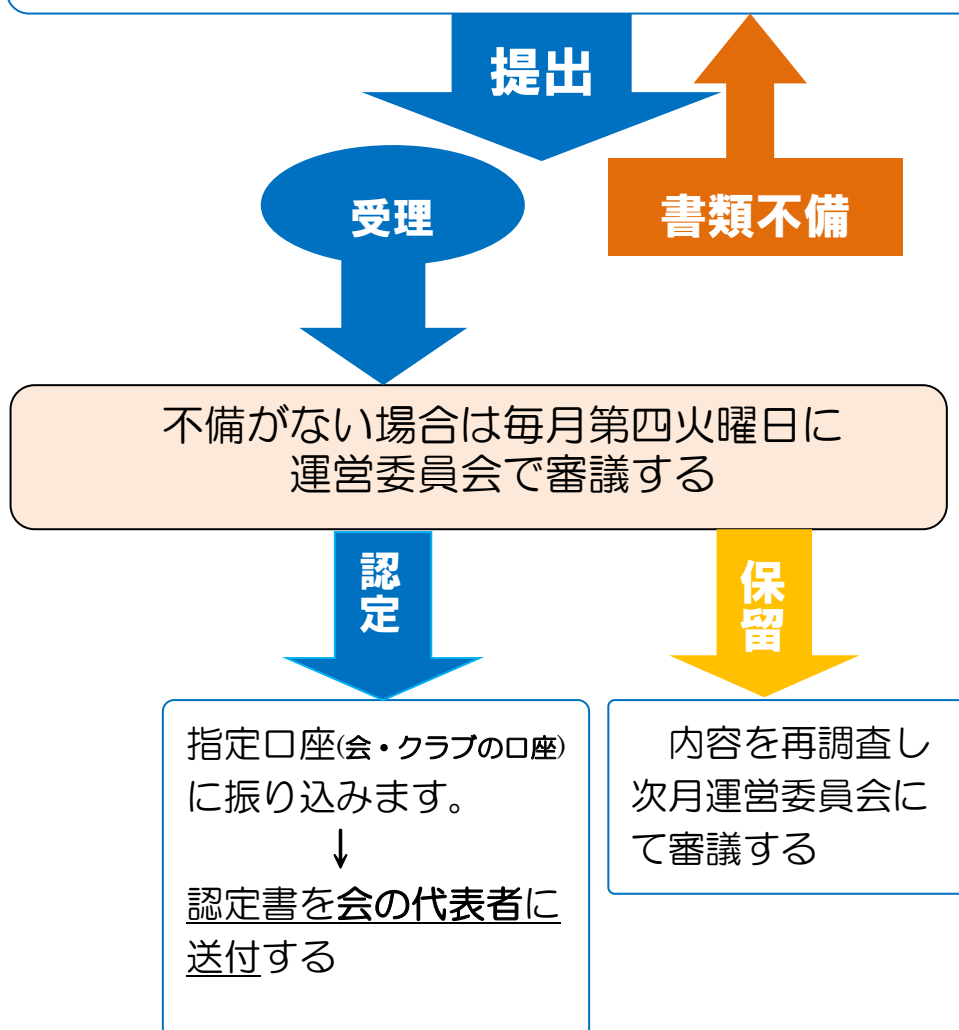 提出
書類不備
受理
不備がない場合は毎月第四火曜日に
運営委員会で審議する
認定
保留
指定口座(会・クラブの口座)
に振り込みます。
↓
認定書を会の代表者に
送付する
内容を再調査し
次月運営委員会に
て審議する